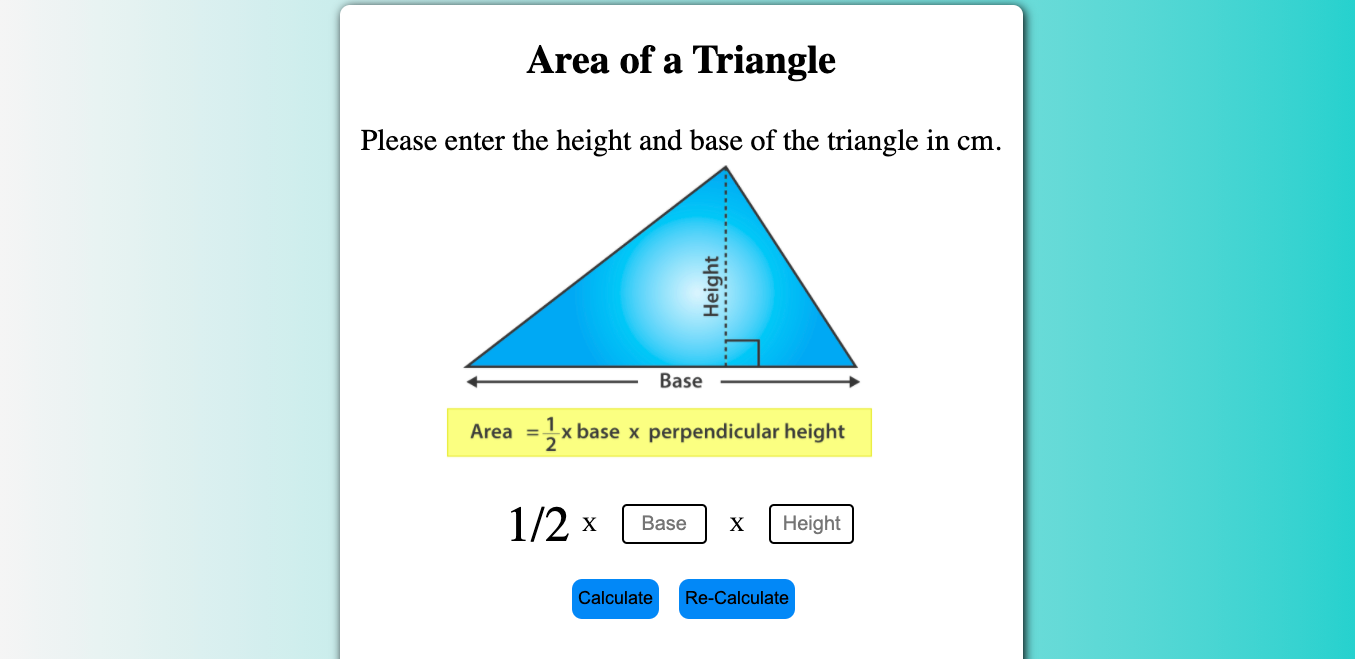 Area of a Triangle
Please enter the height and base of the triangle in cm.
Height
Base
Area = 1/2 x base x perpendicular height
1/2 x Base x Height
Calculate Re-Calculate